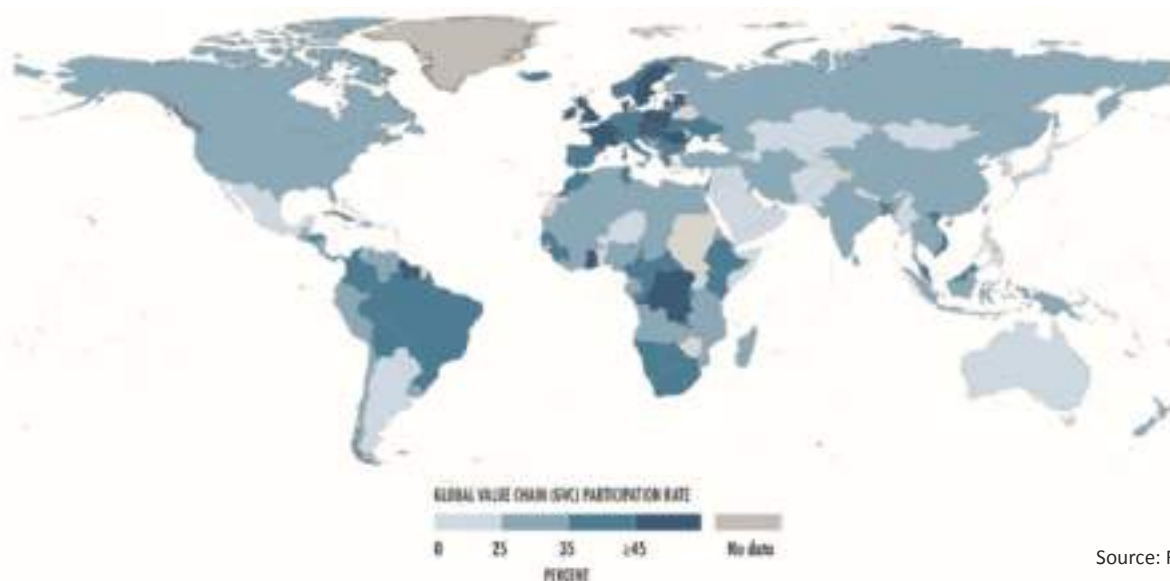 GLOBAL VALUE CHAIN (GVC) PARTICIPATION RATE
0 25 35 ≥45 No data
PERCENT
Source: F